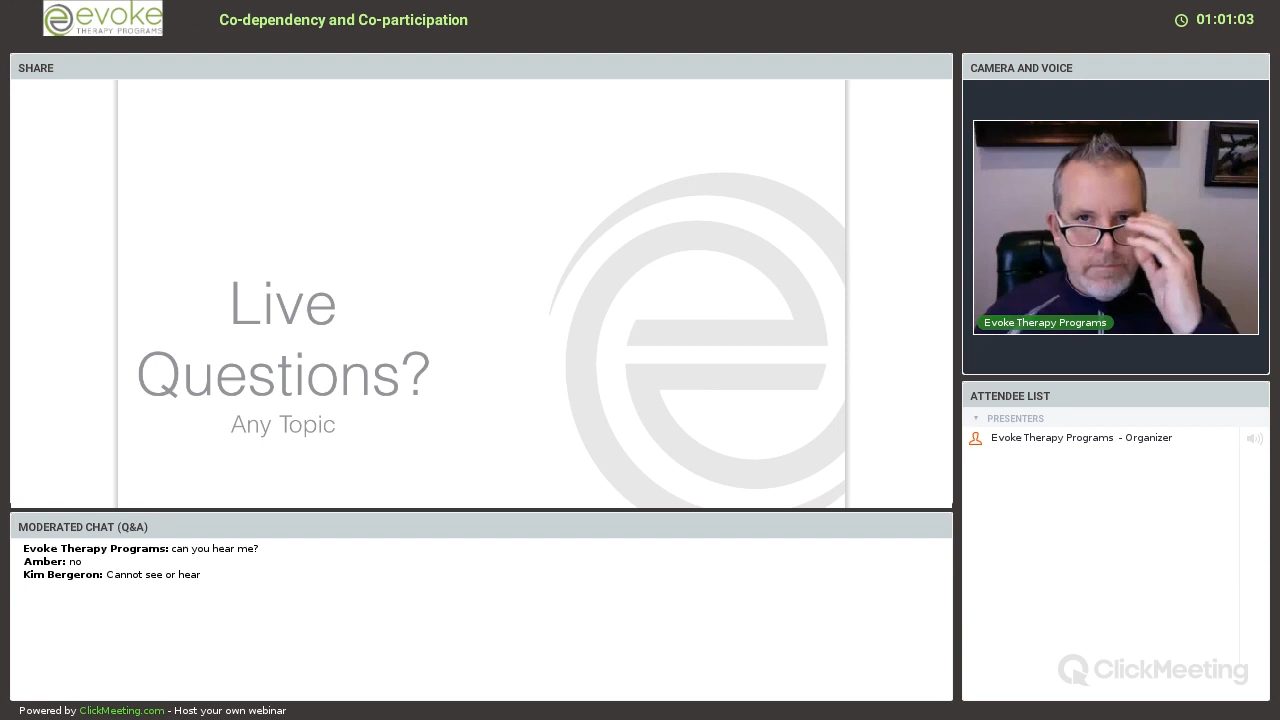 evoke
THERAPY PROGRAMS
Co-dependency and Co-participation
01:01:03
SHARE
Live
Questions?
Any Topic
CAMERA AND VOICE
Evoke Therapy Programs
ATTENDEE LIST
PRESENTERS
Evoke Therapy Programs - Organizer
MODERATED CHAT (Q&A)
Evoke Therapy Programs: can you hear me?
Amber: no
Kim Bergeron: Cannot see or hear
ClickMeeting
Powered by ClickMeeting.com - Host your own webinar